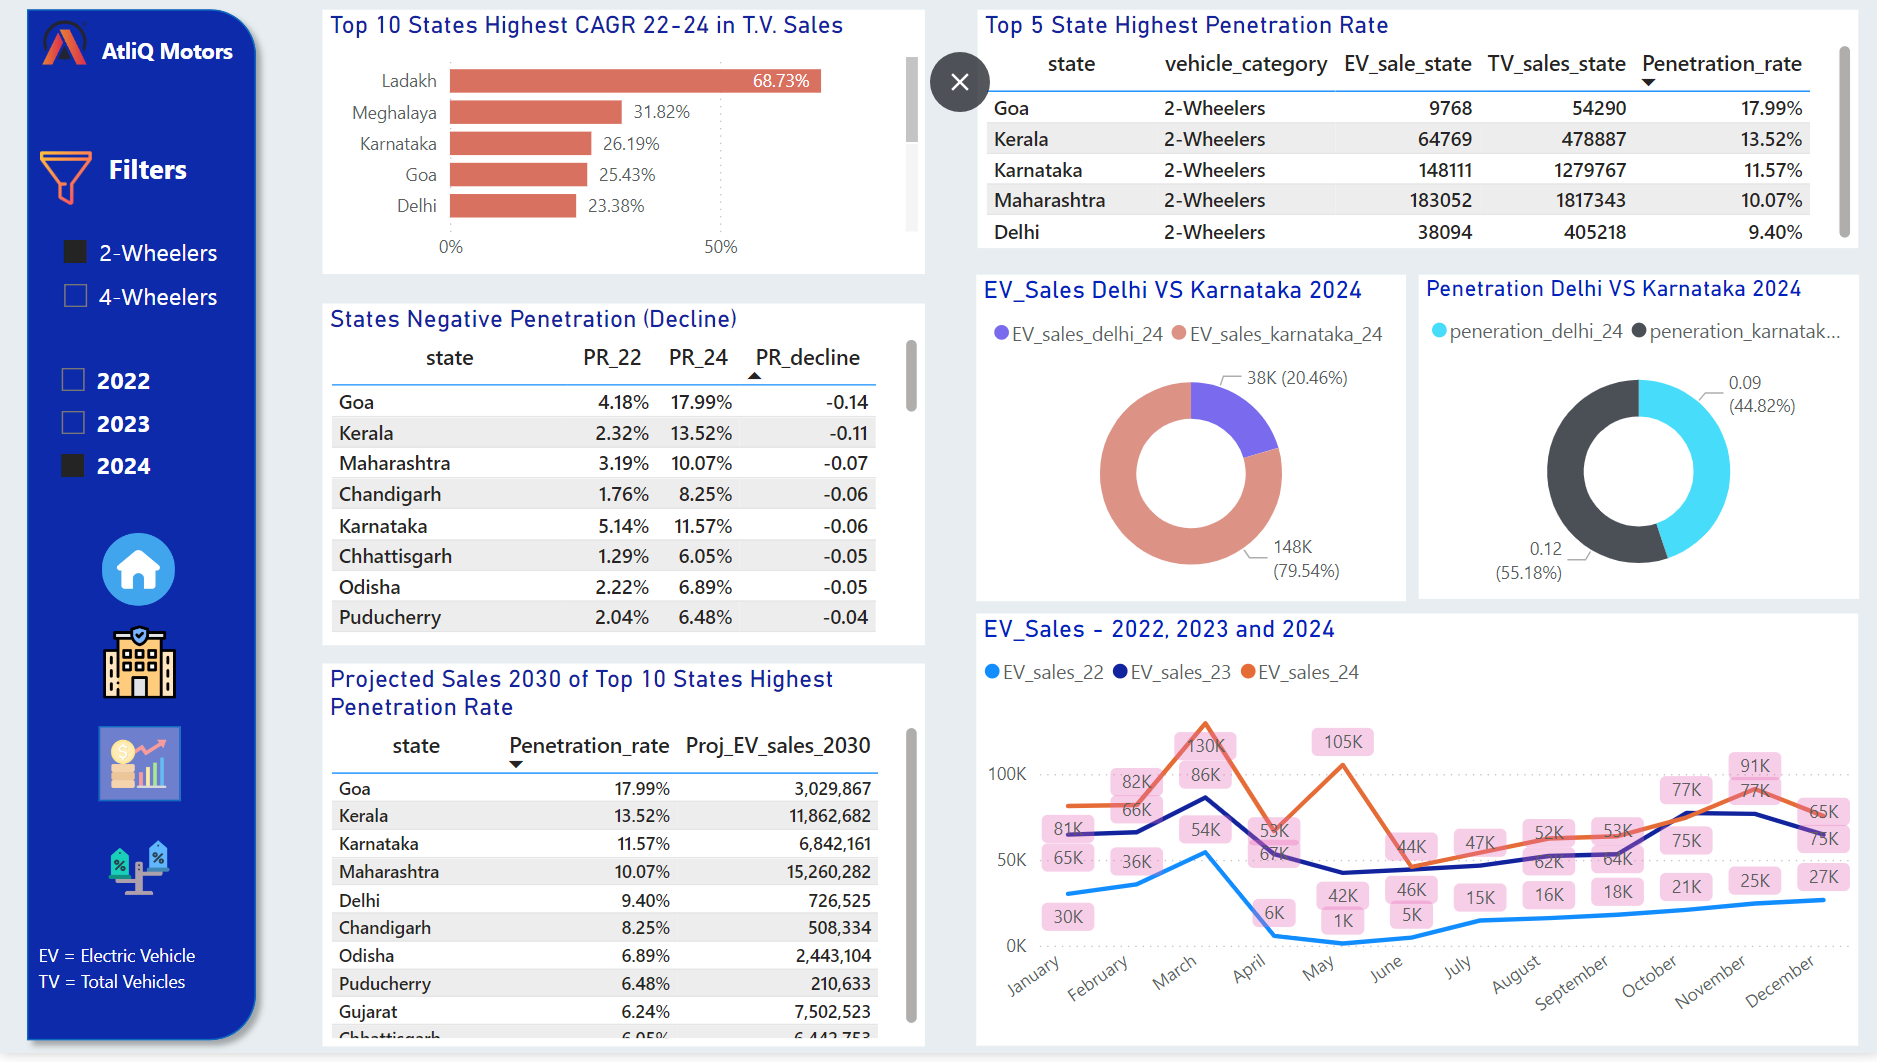 AtliQ Motors
Filters
2-Wheelers
4-Wheelers
2022
2023
2024
EV = Electric Vehicle
TV = Total Vehicles
Top 10 States Highest CAGR 22-24 in T.V. Sales
Ladakh 68.73%
Meghalaya 31.82%
Karnataka 26.19%
Goa 25.43%
Delhi 23.38%
0% 50%
States Negative Penetration (Decline)
state PR_22 PR_24 PR_decline
Goa 4.18% 17.99% -0.14
Kerala 2.32% 13.52% -0.11
Maharashtra 3.19% 10.07% -0.07
Chandigarh 1.76% 8.25% -0.06
Karnataka 5.14% 11.57% -0.06
Chhattisgarh 1.29% 6.05% -0.05
Odisha 2.22% 6.89% -0.05
Puducherry 2.04% 6.48% -0.04
Projected Sales 2030 of Top 10 States Highest
Penetration Rate
state Penetration_rate Proj_EV_sales_2030
Goa 17.99% 3,029,867
Kerala 13.52% 11,862,682
Karnataka 11.57% 6,842,161
Maharashtra 10.07% 15,260,282
Delhi 9.40% 726,525
Chandigarh 8.25% 508,334
Odisha 6.89% 2,443,104
Puducherry 6.48% 210,633
Gujarat 6.24% 7,502,523
Chhattisgarh 6.05% 6,442,753
Top 5 State Highest Penetration Rate
state vehicle_category EV_sale_state TV_sales_state Penetration_rate
Goa 2-Wheelers 9768 54290 17.99%
Kerala 2-Wheelers 64769 478887 13.52%
Karnataka 2-Wheelers 148111 1279767 11.57%
Maharashtra 2-Wheelers 183052 1817343 10.07%
Delhi 2-Wheelers 38094 405218 9.40%
EV_Sales Delhi VS Karnataka 2024
EV_sales_delhi_24 EV_sales_karnataka_24
38K (20.46%)
148K
(79.54%)
Penetration Delhi VS Karnataka 2024
peneration_delhi_24 peneration_karnatak...
0.09
(44.82%)
0.12
(55.18%)
EV_Sales - 2022, 2023 and 2024
EV_sales_22 EV_sales_23 EV_sales_24
100K
50K
0K
81K 82K 130K 67K 105K 46K 47K 62K 64K 75K 91K 75K
65K 66K 86K 53K 42K 44K 52K 53K 77K 77K 65K
30K 36K 54K 6K 1K 5K 15K 16K 18K 21K 25K 27K
January February March April May June July August September October November December
% %
$